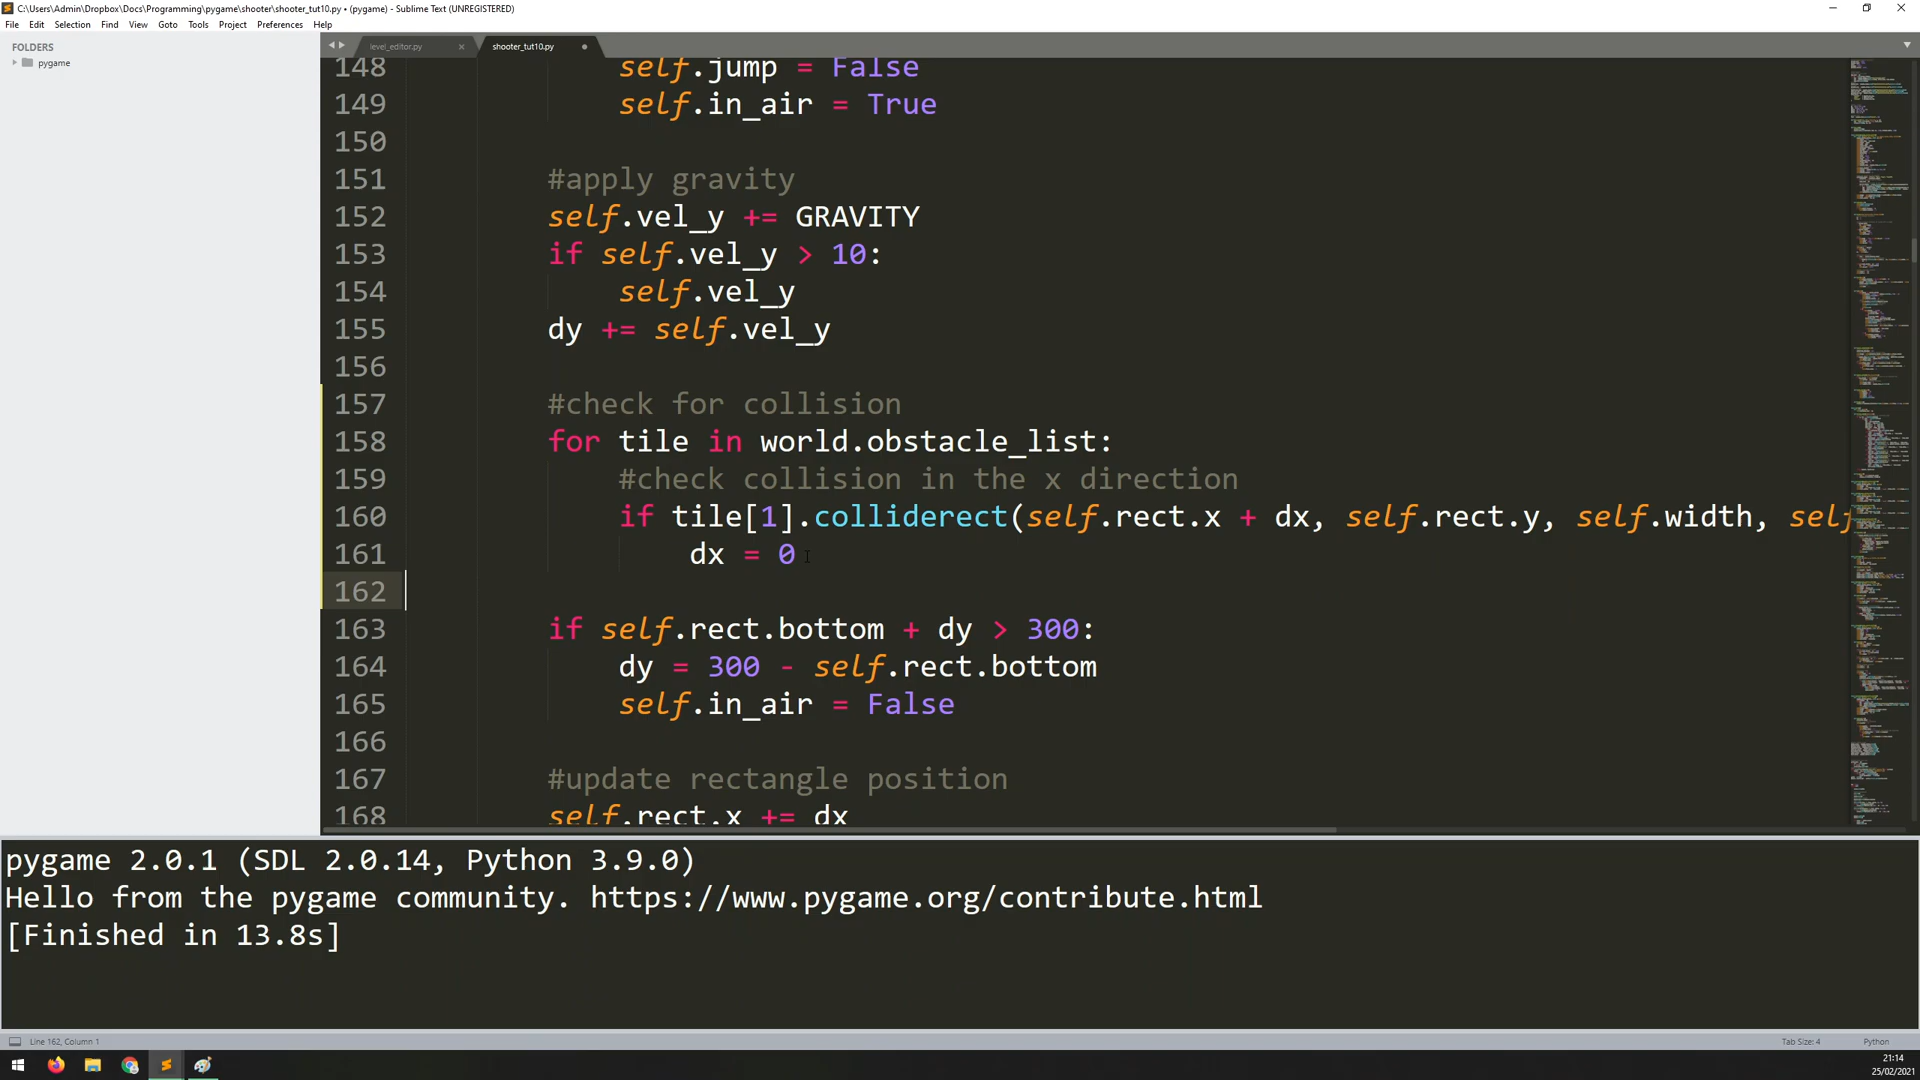 C:\Users\Admin\Dropbox\Docs\Programming\pygame\shooter\shooter_tut10.py • (pygame) - Sublime Text (UNREGISTERED)
File Edit Selection Find View Goto Tools Project Preferences Help
FOLDERS
pygame
level_editor.py
shooter_tut10.py
148 self.jump = False
149 self.in_air = True
150
151 #apply gravity
152 self.vel_y += GRAVITY
153 if self.vel_y > 10:
154 self.vel_y
155 dy += self.vel_y
156
157 #check for collision
158 for tile in world.obstacle_list:
159 #check collision in the x direction
160 if tile[1].colliderect(self.rect.x + dx, self.rect.y, self.width, self
161 dx = 0
162
163 if self.rect.bottom + dy > 300:
164 dy = 300 - self.rect.bottom
165 self.in_air = False
166
167 #update rectangle position
168 self.rect.x += dx
pygame 2.0.1 (SDL 2.0.14, Python 3.9.0)
Hello from the pygame community. https://www.pygame.org/contribute.html
[Finished in 13.8s]
Line 162, Column 1
Tab Size: 4
Python
21:14
25/02/2021